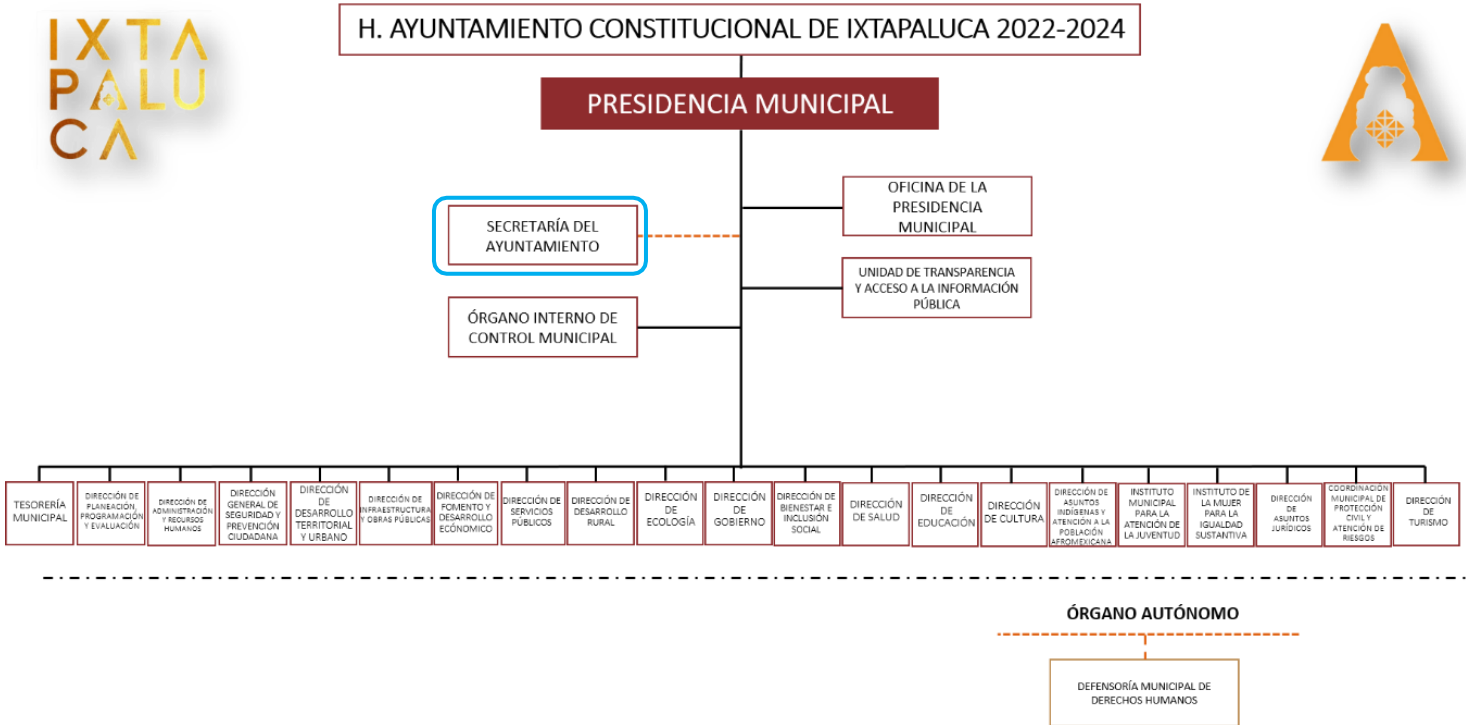 IXTA
PALU
CA
H. AYUNTAMIENTO CONSTITUCIONAL DE IXTAPALUCA 2022-2024
PRESIDENCIA MUNICIPAL
OFICINA DE LA
PRESIDENCIA
MUNICIPAL
SECRETARÍA DEL
AYUNTAMIENTO
UNIDAD DE TRANSPARENCIA
Y ACCESO A LA INFORMACIÓN
PÚBLICA
ÓRGANO INTERNO DE
CONTROL MUNICIPAL
TESORERÍA
MUNICIPAL
DIRECCIÓN DE
PLANEACIÓN,
PROGRAMACIÓN
Y EVALUACIÓN
DIRECCIÓN DE
ADMINISTRACIÓN
Y RECURSOS
HUMANOS
DIRECCIÓN
GENERAL DE
SEGURIDAD Y
PREVENCIÓN
CIUDADANA
DIRECCIÓN
DE
DESARROLLO
TERRITORIAL
Y URBANO
DIRECCIÓN DE
INFRAESTRUCTURA
Y OBRAS PÚBLICAS
DIRECCIÓN DE
FOMENTO Y
DESARROLLO
ECÓNOMICO
DIRECCIÓN DE
SERVICIOS
PÚBLICOS
DIRECCIÓN DE
DESARROLLO
RURAL
DIRECCIÓN
DE
ECOLOGÍA
DIRECCIÓN
DE
GOBIERNO
DIRECCIÓN DE
BIENESTAR E
INCLUSIÓN
SOCIAL
DIRECCIÓN
DE SALUD
DIRECCIÓN
DE
EDUCACIÓN
DIRECCIÓN
DE CULTURA
DIRECCIÓN DE
ASUNTOS
INDÍGENAS Y
ATENCIÓN A LA
POBLACIÓN
AFROMEXICANA
INSTITUTO
MUNICIPAL
PARA LA
ATENCIÓN DE
LA JUVENTUD
INSTITUTO DE
LA MUJER
PARA LA
IGUALDAD
SUSTANTIVA
DIRECCIÓN
DE
ASUNTOS
JURÍDICOS
COORDINACIÓN
MUNICIPAL DE
PROTECCIÓN
CIVIL Y
ATENCIÓN DE
RIESGOS
DIRECCIÓN
DE
TURISMO
ÓRGANO AUTÓNOMO
DEFENSORÍA MUNICIPAL DE
DERECHOS HUMANOS